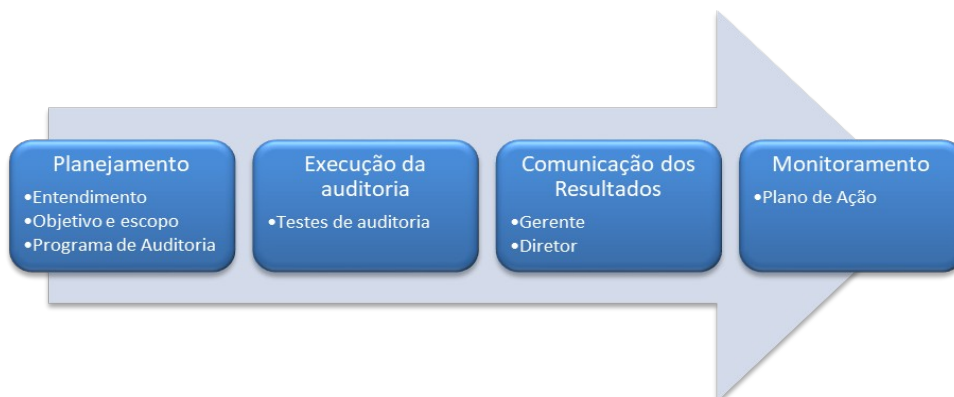 Planejamento
•Entendimento
•Objetivo e escopo
•Programa de Auditoria
Execução da
auditoria
•Testes de auditoria
Comunicação dos
Resultados
•Gerente
•Diretor
Monitoramento
•Plano de Ação